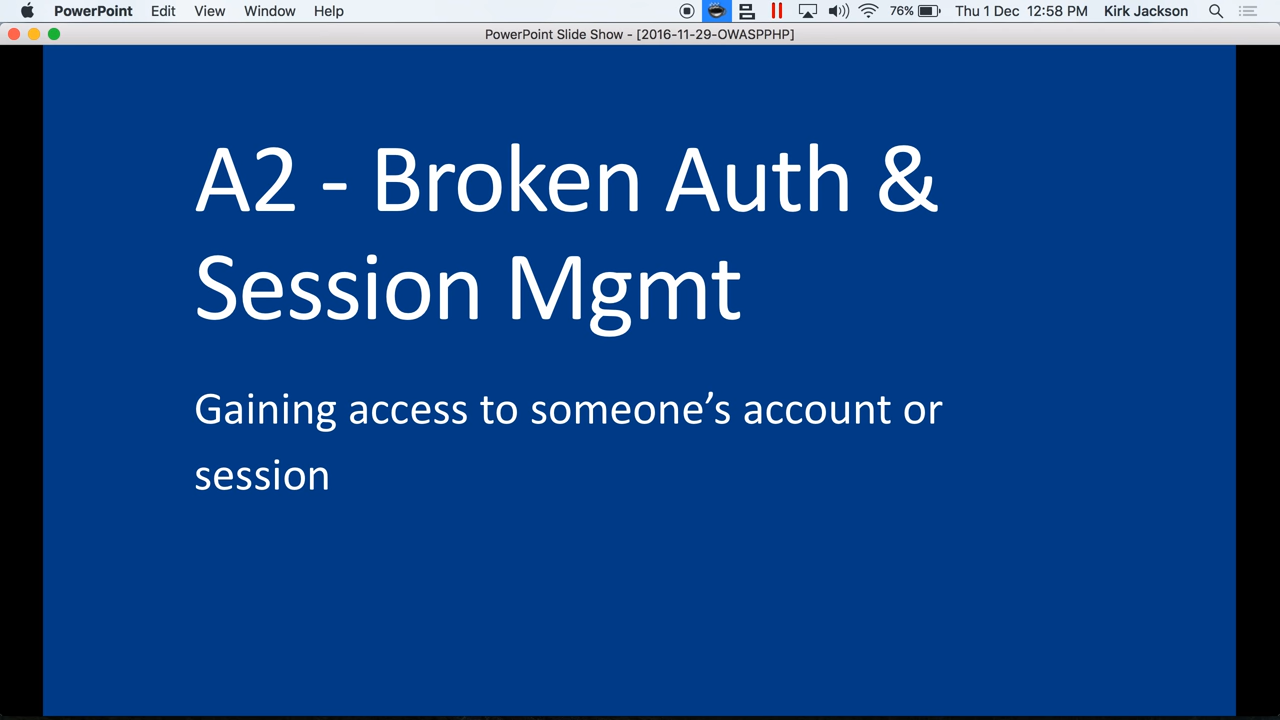 PowerPoint Edit View Window Help 76% Thu 1 Dec 12:58 PM Kirk Jackson
PowerPoint Slide Show - [2016-11-29-OWASPPHP]
A2 - Broken Auth &
Session Mgmt
Gaining access to someone’s account or
session